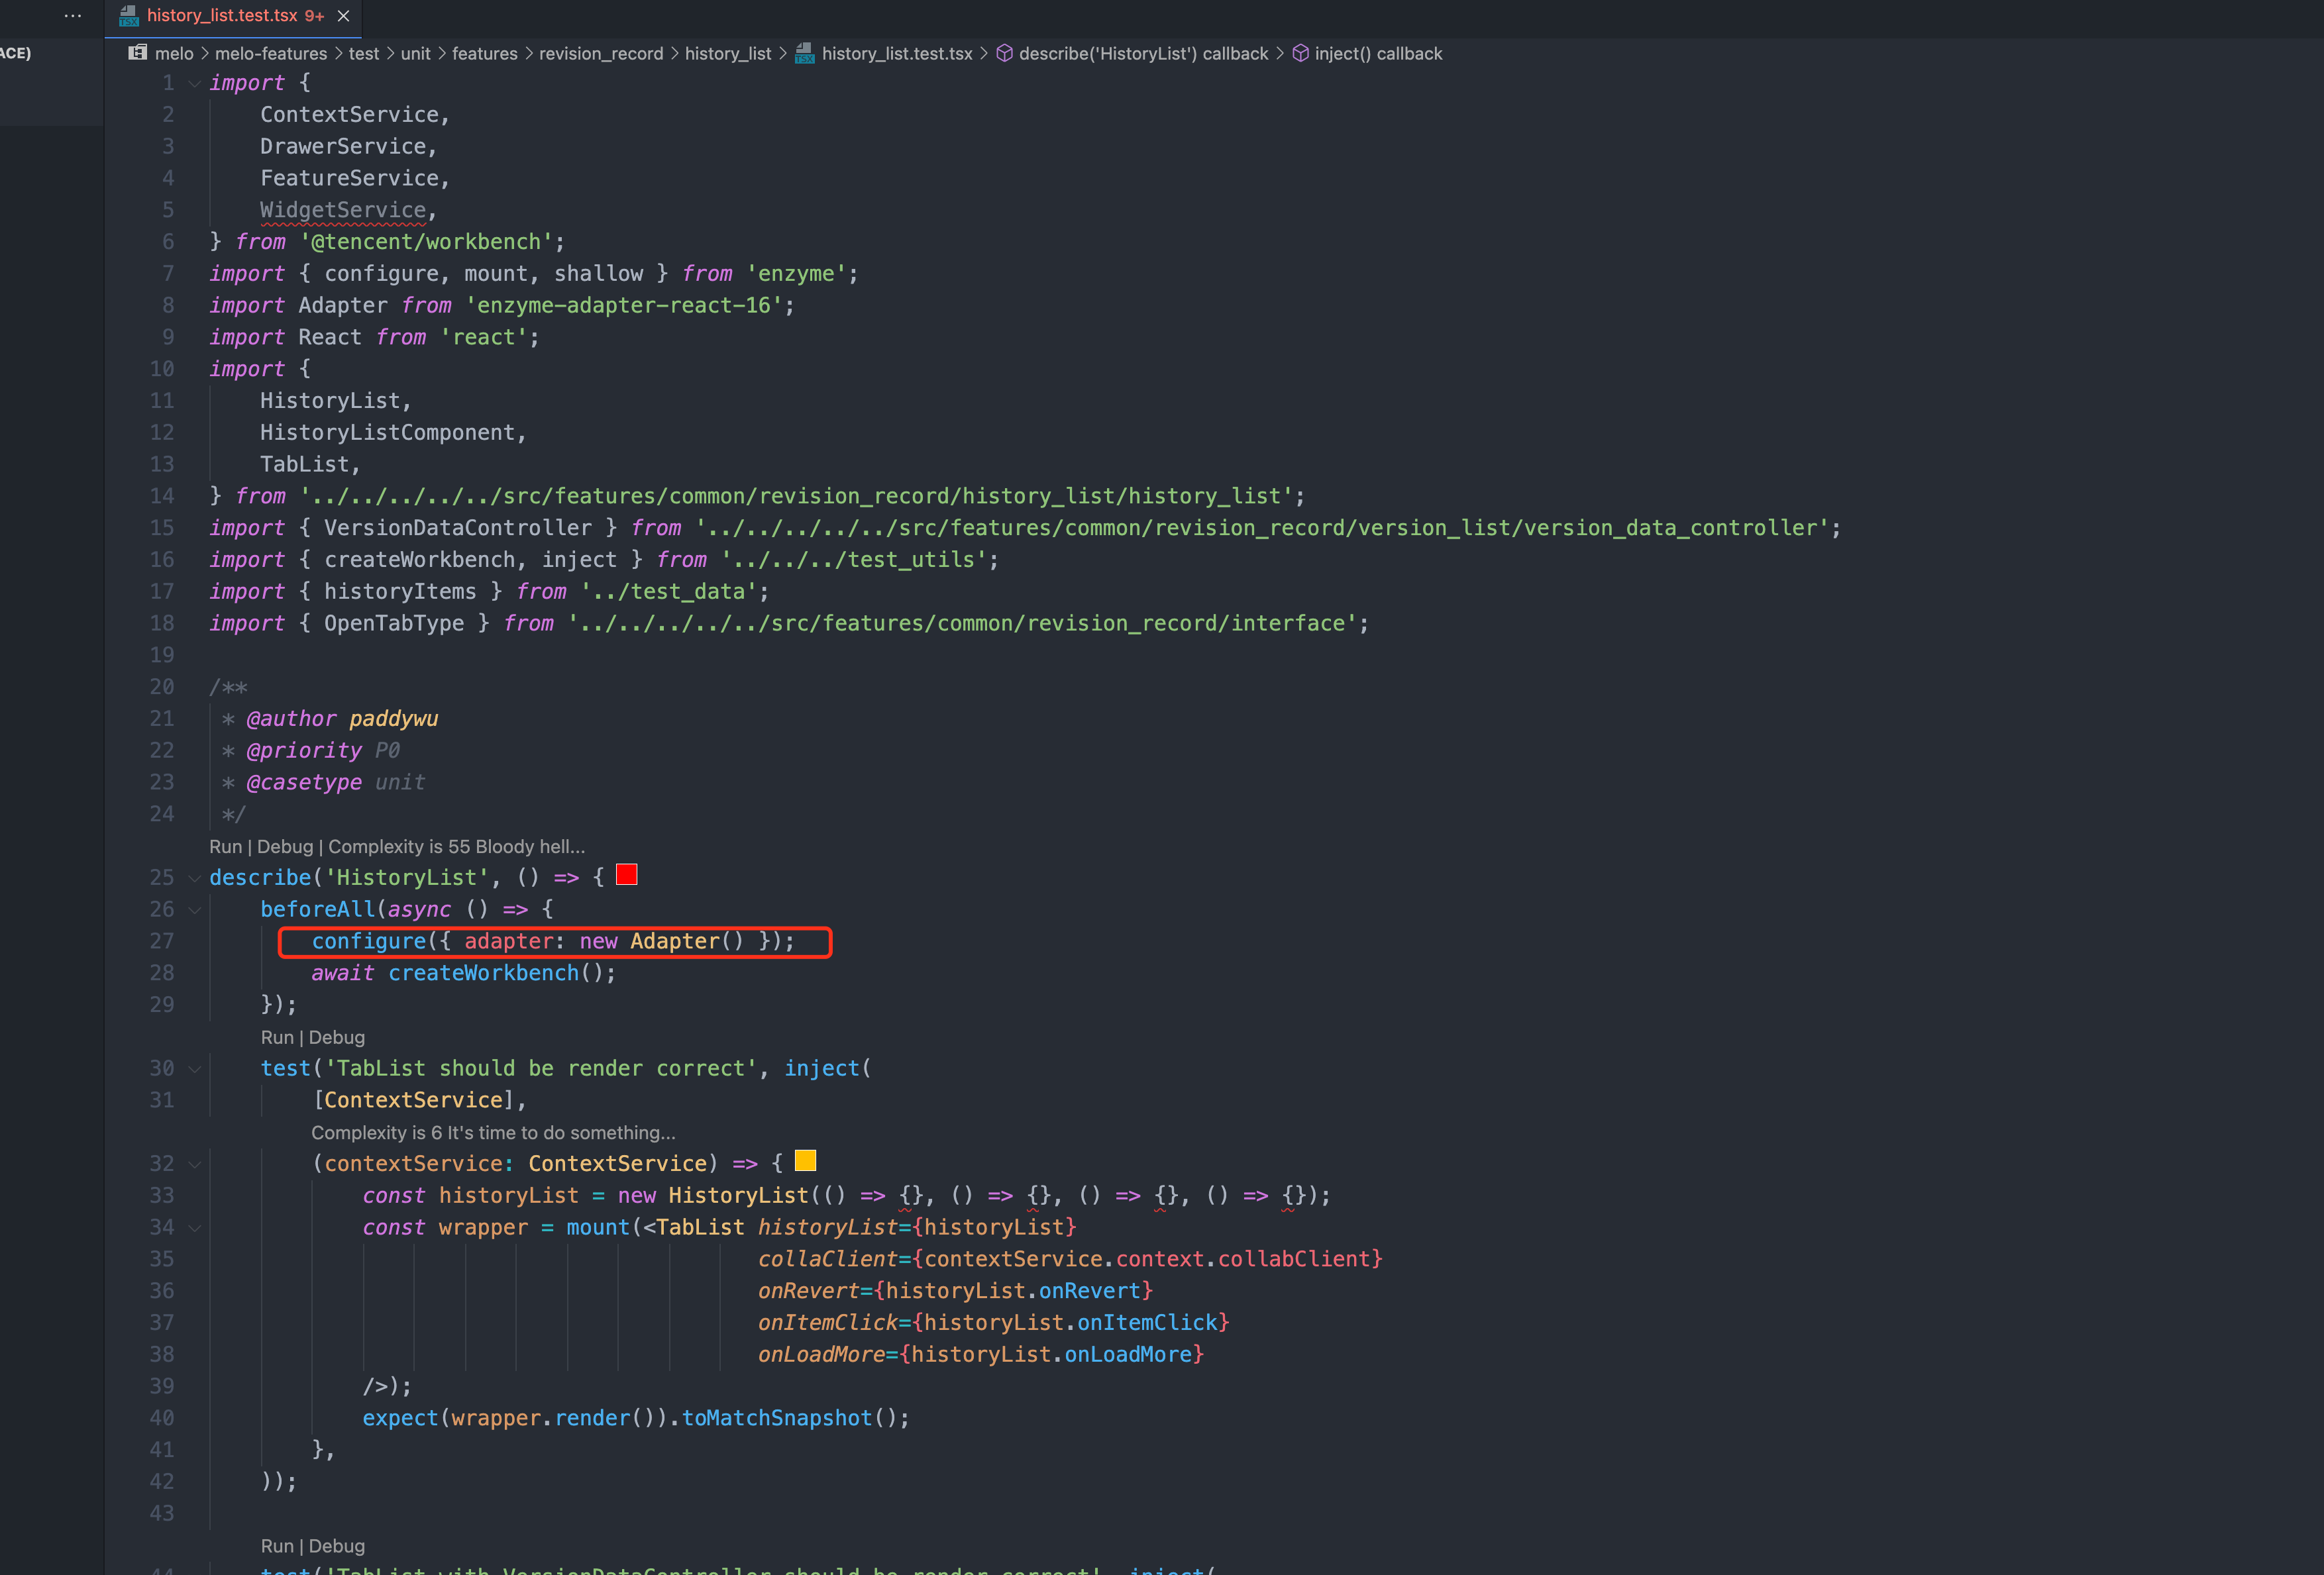 ··· history_list.test.tsx 9+ ×
ACE) melo > melo-features > test > unit > features > revision_record > history_list > history_list.test.tsx > describe('HistoryList') callback > inject() callback
1 import {
2 ContextService,
3 DrawerService,
4 FeatureService,
5 WidgetService,
6 } from '@tencent/workbench';
7 import { configure, mount, shallow } from 'enzyme';
8 import Adapter from 'enzyme-adapter-react-16';
9 import React from 'react';
10 import {
11 HistoryList,
12 HistoryListComponent,
13 TabList,
14 } from '../../../../../src/features/common/revision_record/history_list/history_list';
15 import { VersionDataController } from '../../../../../src/features/common/revision_record/version_list/version_data_controller';
16 import { createWorkbench, inject } from '../../../test_utils';
17 import { historyItems } from '../test_data';
18 import { OpenTabType } from '../../../../../src/features/common/revision_record/interface';
19
20 /**
21 * @author paddywu
22 * @priority P0
23 * @casetype unit
24 */
Run | Debug | Complexity is 55 Bloody hell...
25 describe('HistoryList', () => {
26 beforeAll(async () => {
27 configure({ adapter: new Adapter() });
28 await createWorkbench();
29 });
Run | Debug
30 test('TabList should be render correct', inject(
31 [ContextService],
Complexity is 6 It's time to do something...
32 (contextService: ContextService) => {
33 const historyList = new HistoryList(() => {}, () => {}, () => {}, () => {});
34 const wrapper = mount(<TabList historyList={historyList}
35 collaClient={contextService.context.collabClient}
36 onRevert={historyList.onRevert}
37 onItemClick={historyList.onItemClick}
38 onLoadMore={historyList.onLoadMore}
39 />);
40 expect(wrapper.render()).toMatchSnapshot();
41 },
42 ));
43
Run | Debug
44 test('TabList with VersionDataController should be render correct', inject(